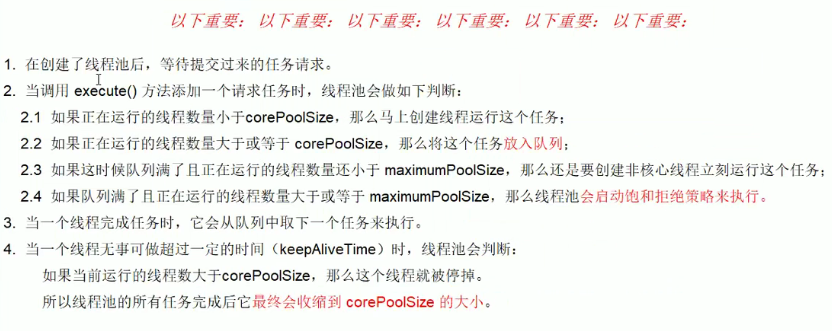 以下重要： 以下重要： 以下重要： 以下重要： 以下重要： 以下重要：
1. 在创建了线程池后，等待提交过来的任务请求。
2. 当调用 execute() 方法添加一个请求任务时，线程池会做如下判断：
2.1 如果正在运行的线程数量小于corePoolSize，那么马上创建线程运行这个任务；
2.2 如果正在运行的线程数量大于或等于 corePoolSize，那么将这个任务放入队列；
2.3 如果这时候队列满了且正在运行的线程数量还小于 maximumPoolSize，那么还是要创建非核心线程立刻运行这个任务；
2.4 如果队列满了且正在运行的线程数量大于或等于 maximumPoolSize，那么线程池会启动饱和拒绝策略来执行。
3. 当一个线程完成任务时，它会从队列中取下一个任务来执行。
4. 当一个线程无事可做超过一定的时间（keepAliveTime）时，线程池会判断：
如果当前运行的线程数大于corePoolSize，那么这个线程就被停掉。
所以线程池的所有任务完成后它最终会收缩到 corePoolSize 的大小。